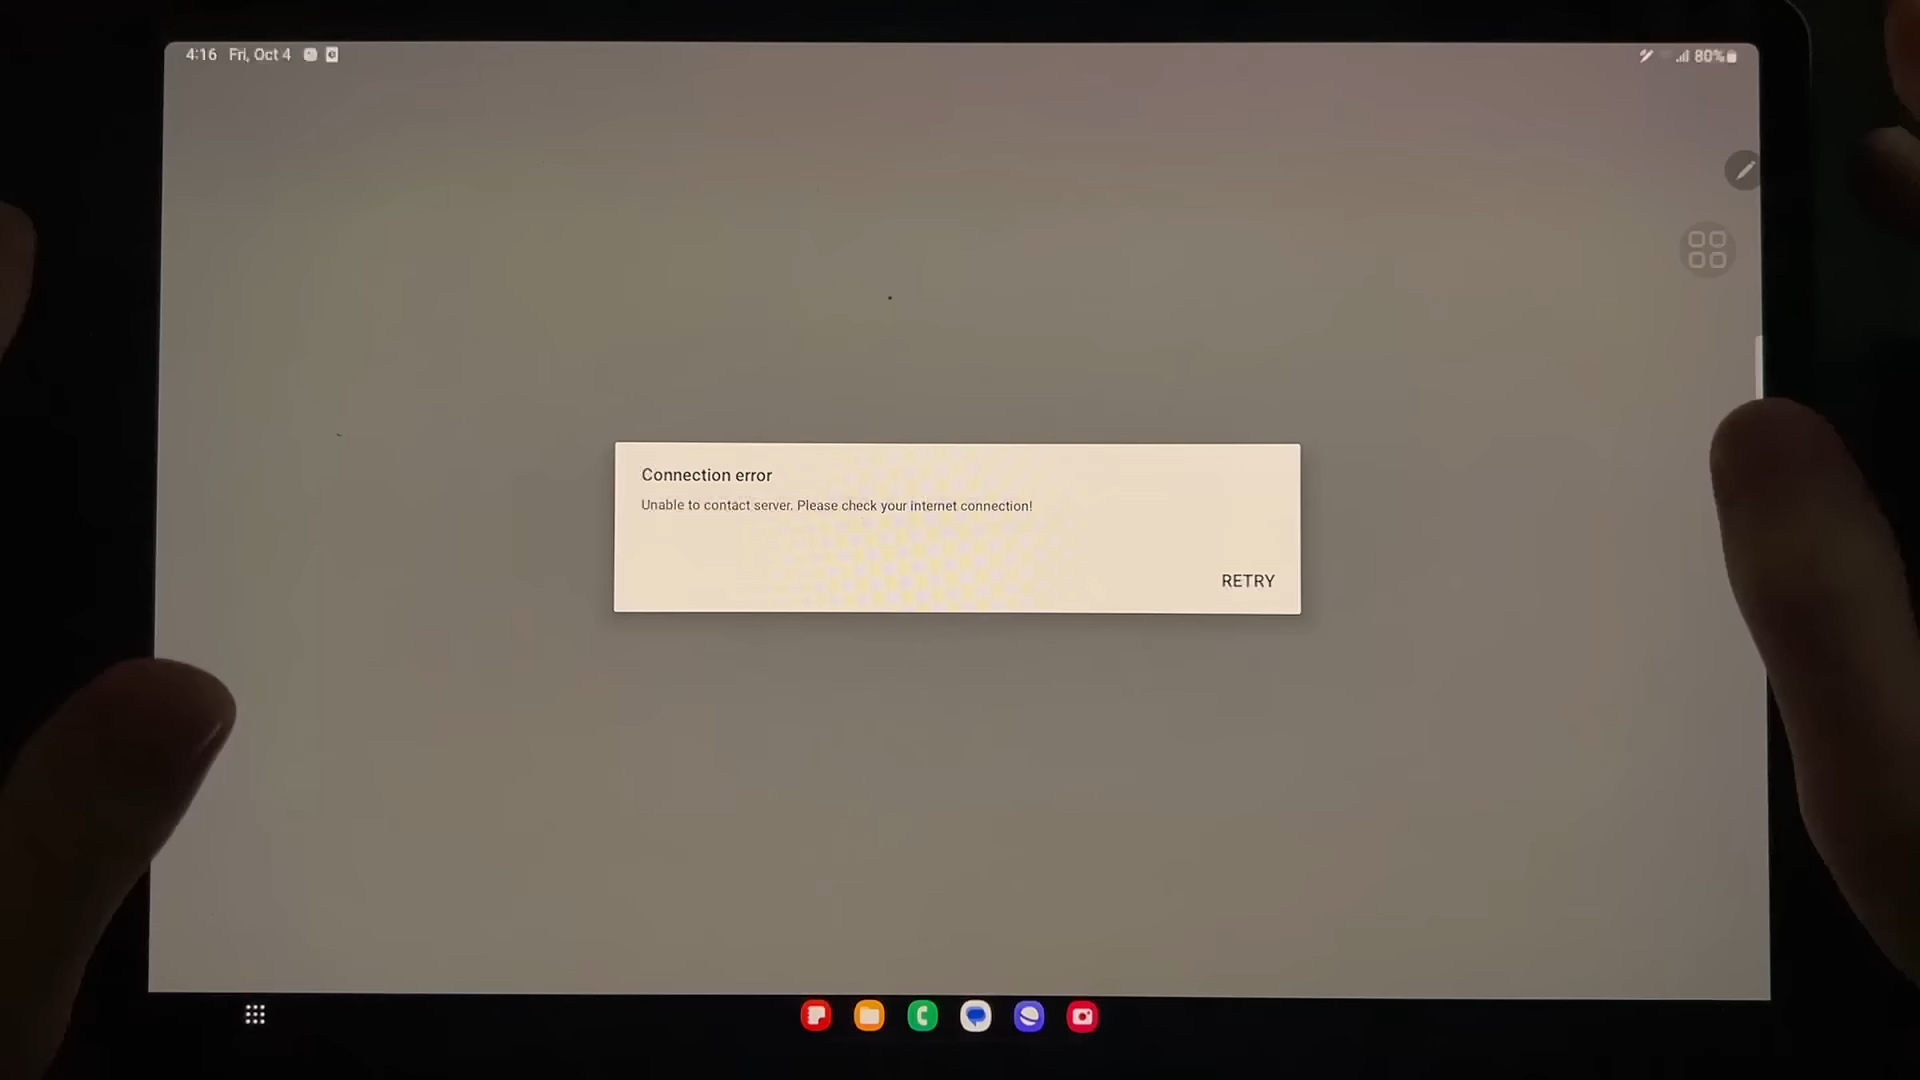 4:16 Fri, Oct 4
80%
Connection error
Unable to contact server. Please check your internet connection!
RETRY